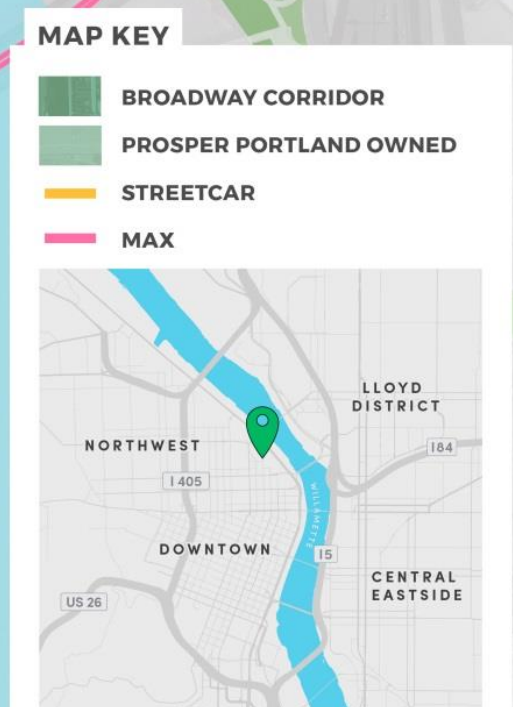 MAP KEY
BROADWAY CORRIDOR
PROSPER PORTLAND OWNED
STREETCAR
MAX
LLOYD
DISTRICT
NORTHWEST
I84
I 405
WILLAMETTE
DOWNTOWN
I5
CENTRAL
EASTSIDE
US 26